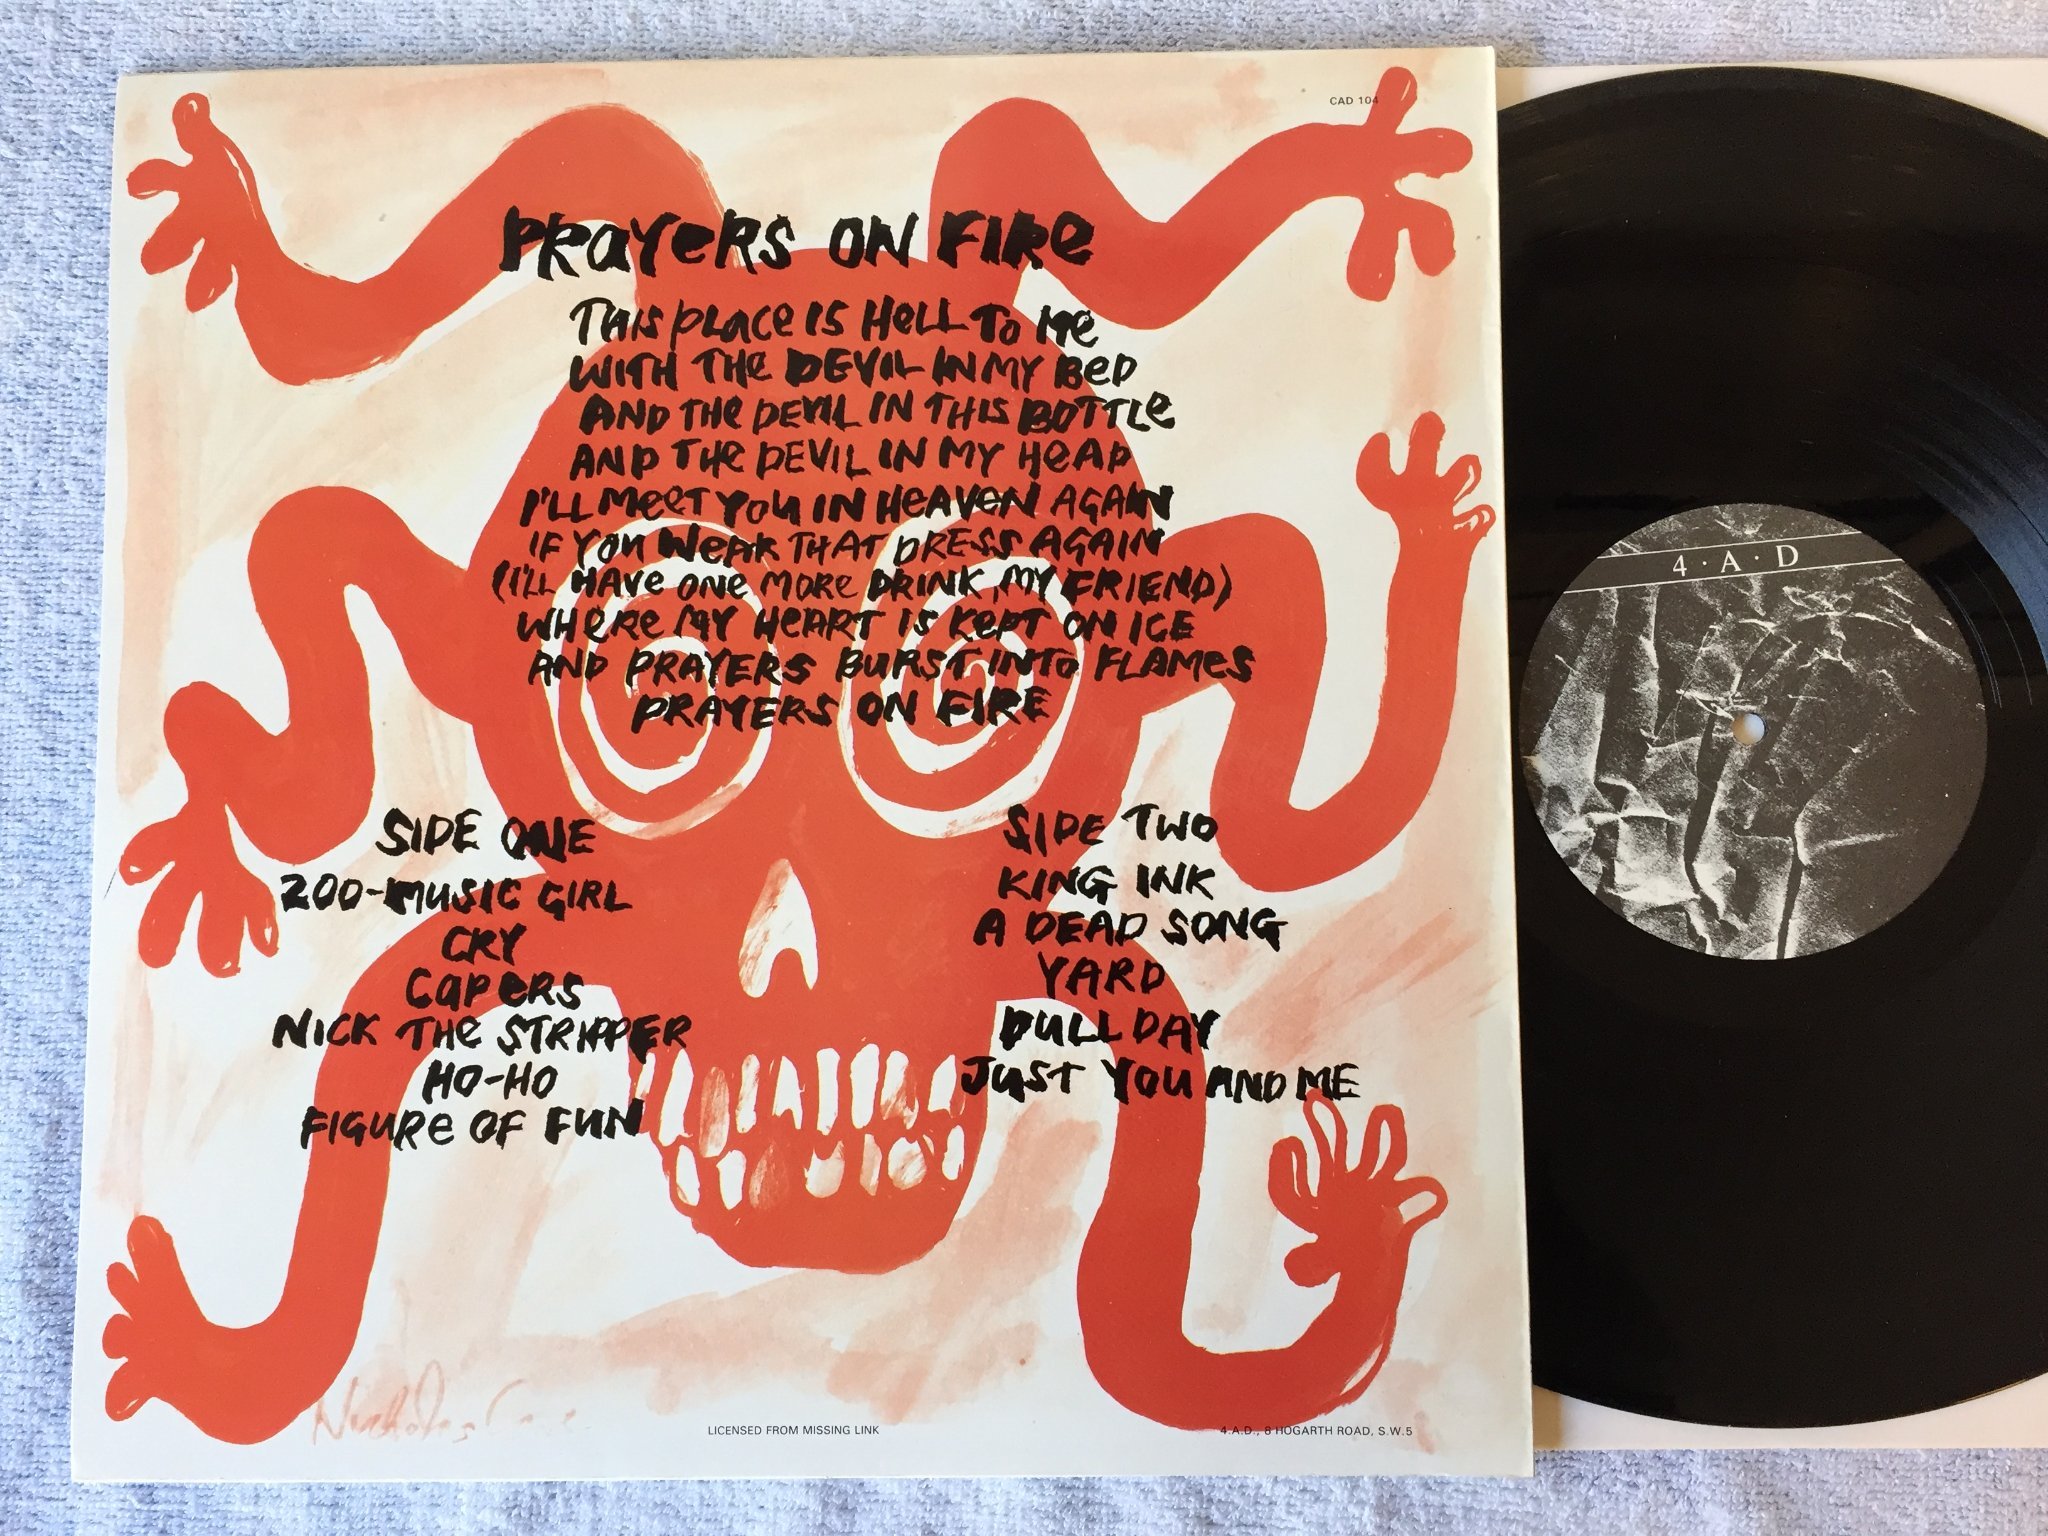 CAD 104
PRAYERS ON FIRE
THIS PLACE IS HELL TO ME
WITH THE DEVIL IN MY BED
AND THE DEVIL IN THIS BOTTLE
AND THE DEVIL IN MY HEAD
I'LL MEET YOU IN HEAVEN AGAIN
IF YOU WEAR THAT DRESS AGAIN
(I'LL HAVE ONE MORE DRINK, MY FRIEND)
WHERE MY HEART IS KEPT ON ICE
AND PRAYERS BURST INTO FLAMES
PRAYERS ON FIRE
SIDE ONE
ZOO-MUSIC GIRL
CRY
CAPERS
NICK THE STRIPPER
HO-HO
FIGURE OF FUN
SIDE TWO
KING INK
A DEAD SONG
YARD
DULL DAY
JUST YOU AND ME
Nicholas Cave
LICENSED FROM MISSING LINK
4.A.D., 8 HOGARTH ROAD, S.W.5
4·A·D